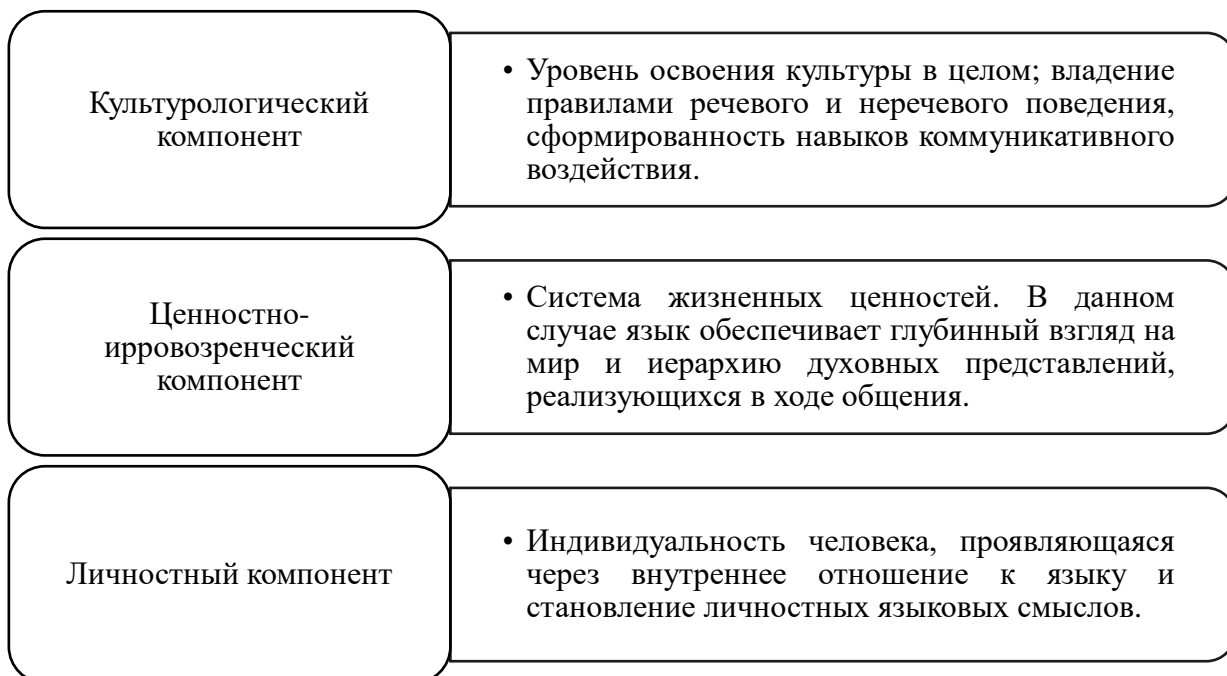 Культурологический
компонент
• Уровень освоения культуры в целом; владение
правилами речевого и неречевого поведения,
сформированность навыков коммуникативного
воздействия.
Ценностно-
ирровозренческий
компонент
• Система жизненных ценностей. В данном
случае язык обеспечивает глубинный взгляд на
мир и иерархию духовных представлений,
реализующихся в ходе общения.
Личностный компонент
• Индивидуальность человека, проявляющаяся
через внутреннее отношение к языку и
становление личностных языковых смыслов.